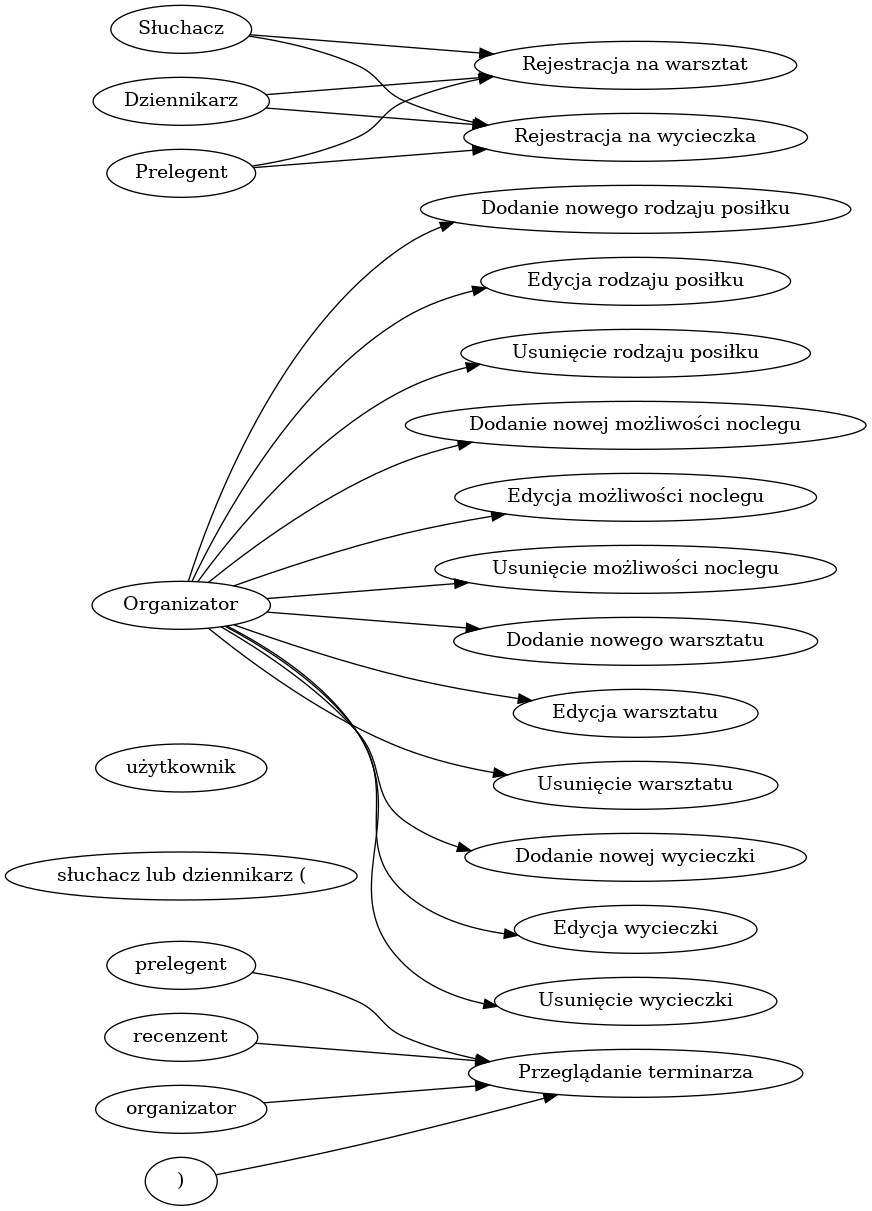 Słuchacz
Rejestracja na warsztat
Dziennikarz
Rejestracja na wycieczka
Prelegent
Dodanie nowego rodzaju posiłku
Edycja rodzaju posiłku
Usunięcie rodzaju posiłku
Dodanie nowej możliwości noclegu
Edycja możliwości noclegu
Usunięcie możliwości noclegu
Organizator
Dodanie nowego warsztatu
Edycja warsztatu
użytkownik
Usunięcie warsztatu
Dodanie nowej wycieczki
słuchacz lub dziennikarz (
Edycja wycieczki
prelegent
Usunięcie wycieczki
recenzent
Przeglądanie terminarza
organizator
)